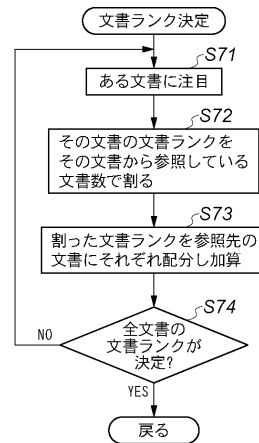 文書ランク決定
S71
ある文書に注目
S72
その文書の文書ランクを
その文書から参照している
文書数で割る
S73
割った文書ランクを参照先の
文書にそれぞれ配分し加算
S74
全文書の
文書ランクが
決定?
NO
YES
戻る